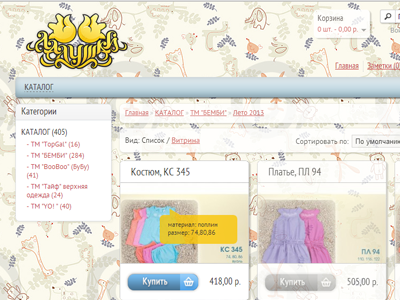 Корзина
0 шт. - 0,00 р.
Главная Заметки (0)
КАТАЛОГ
Категории
КАТАЛОГ (405)
- ТМ "TopGal" (16)
- ТМ "БЕМБИ" (284)
- ТМ "BooBoo" (БуБу) (41)
- ТМ "Тайф" верхняя одежда (24)
- ТМ "YO! " (40)
Главная » КАТАЛОГ » ТМ "БЕМБИ" » Лето 2013
Вид: Список / Витрина
Сортировать по: По умолчани
Костюм, КС 345
материал: поплин
размер: 74,80,86
КС 345
74, 80, 86
Купить
418,00 р.
Платье, ПЛ 94
ПЛ 94
Купить
505,00 р.